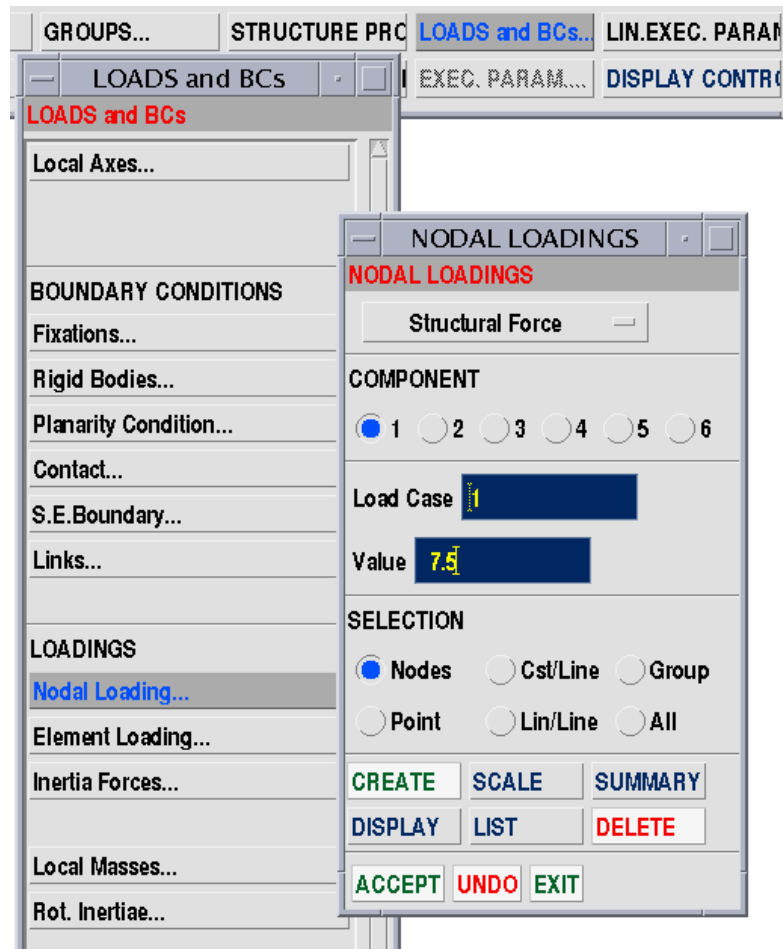 GROUPS... STRUCTURE PRO LOADS and BCs... LIN.EXEC. PARAM
EXEC. PARAM.... DISPLAY CONTRO
LOADS and BCs
LOADS and BCs
Local Axes...
BOUNDARY CONDITIONS
Fixations...
Rigid Bodies...
Planarity Condition...
Contact...
S.E.Boundary...
Links...
LOADINGS
Nodal Loading...
Element Loading...
Inertia Forces...
Local Masses...
Rot. Inertiae...
NODAL LOADINGS
NODAL LOADINGS
Structural Force
COMPONENT
1 2 3 4 5 6
Load Case 1
Value 7.5
SELECTION
Nodes Cst/Line Group
Point Lin/Line All
CREATE SCALE SUMMARY
DISPLAY LIST DELETE
ACCEPT UNDO EXIT